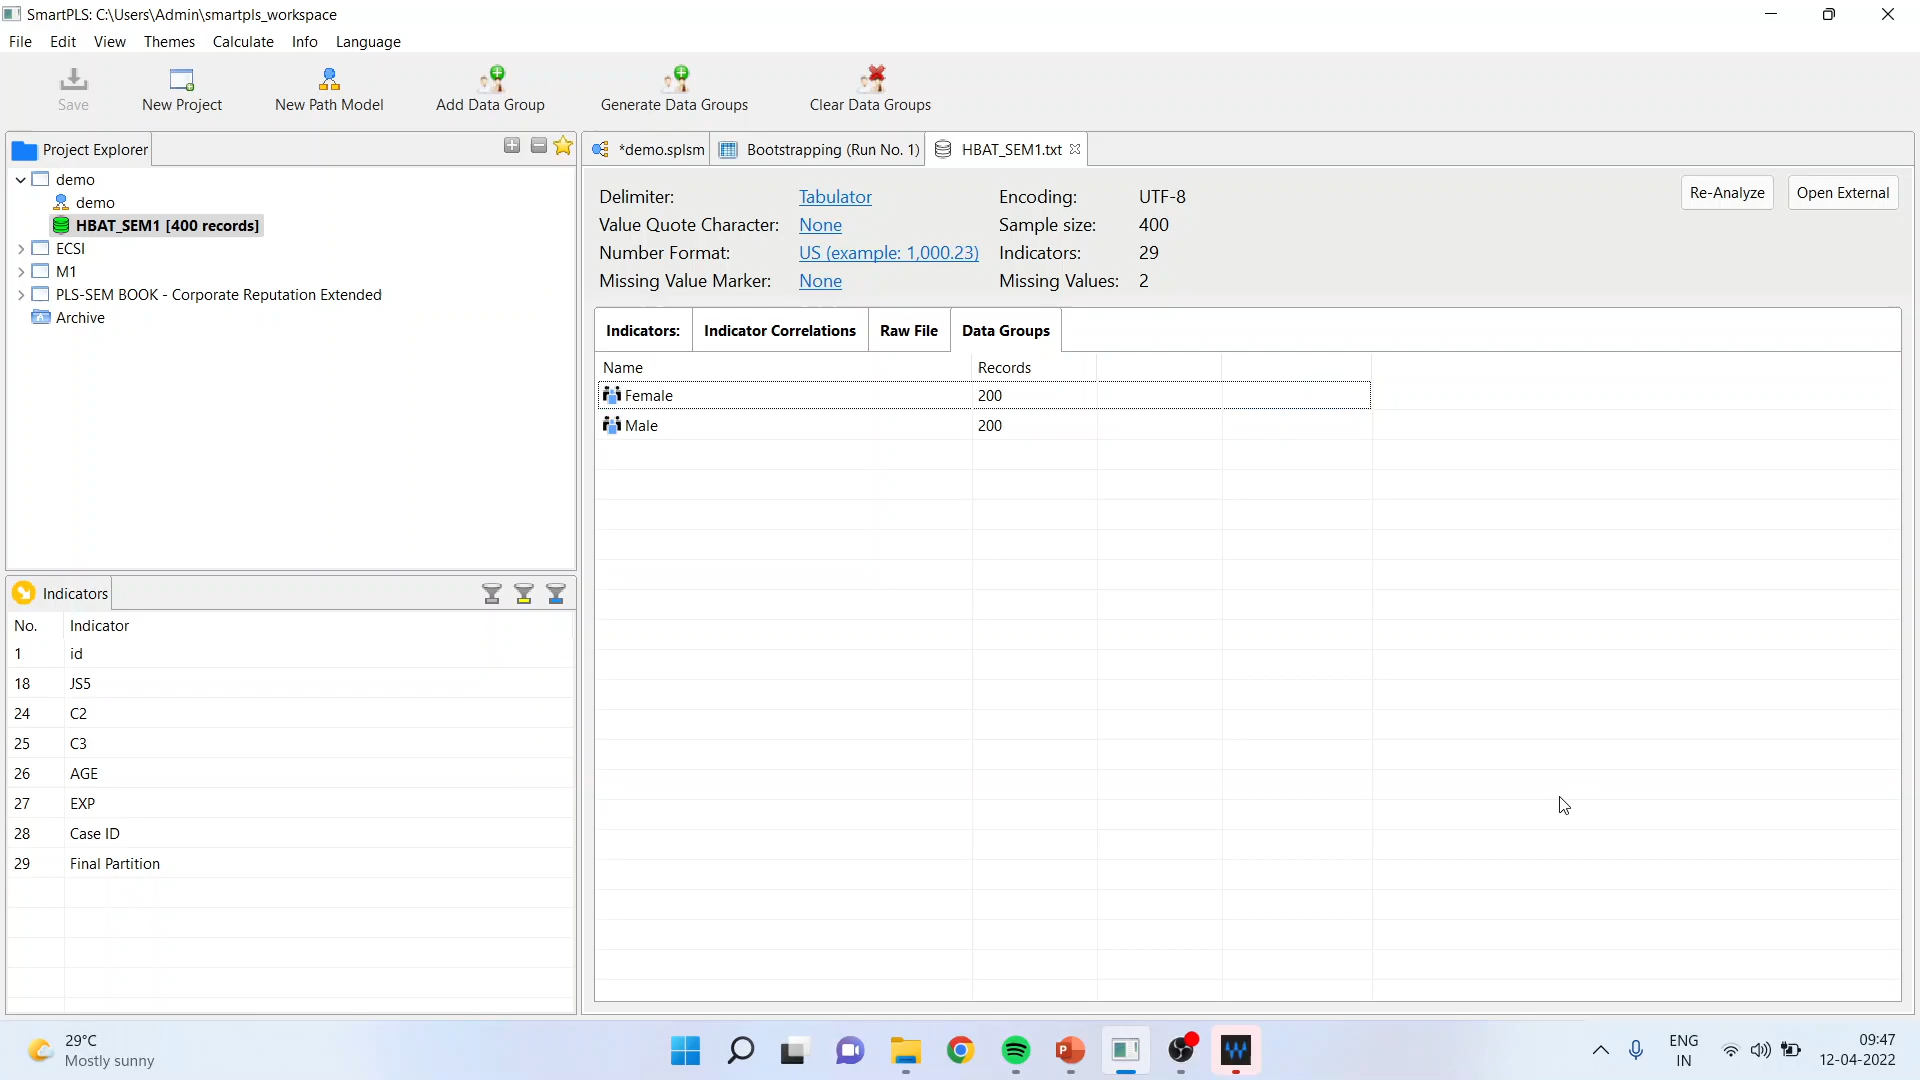 SmartPLS: C:\Users\Admin\smartpls_workspace
File Edit View Themes Calculate Info Language
Save New Project New Path Model Add Data Group Generate Data Groups Clear Data Groups
Project Explorer
demo
demo
HBAT_SEM1 [400 records]
ECSI
M1
PLS-SEM BOOK - Corporate Reputation Extended
Archive
Indicators
No. Indicator
1 id
18 JS5
24 C2
25 C3
26 AGE
27 EXP
28 Case ID
29 Final Partition
*demo.splsm Bootstrapping (Run No. 1) HBAT_SEM1.txt
Delimiter: Tabulator Encoding: UTF-8 Re-Analyze Open External
Value Quote Character: None Sample size: 400
Number Format: US (example: 1,000.23) Indicators: 29
Missing Value Marker: None Missing Values: 2
Indicators: Indicator Correlations Raw File Data Groups
Name Records
Female 200
Male 200
29°C
Mostly sunny
ENG
IN
09:47
12-04-2022